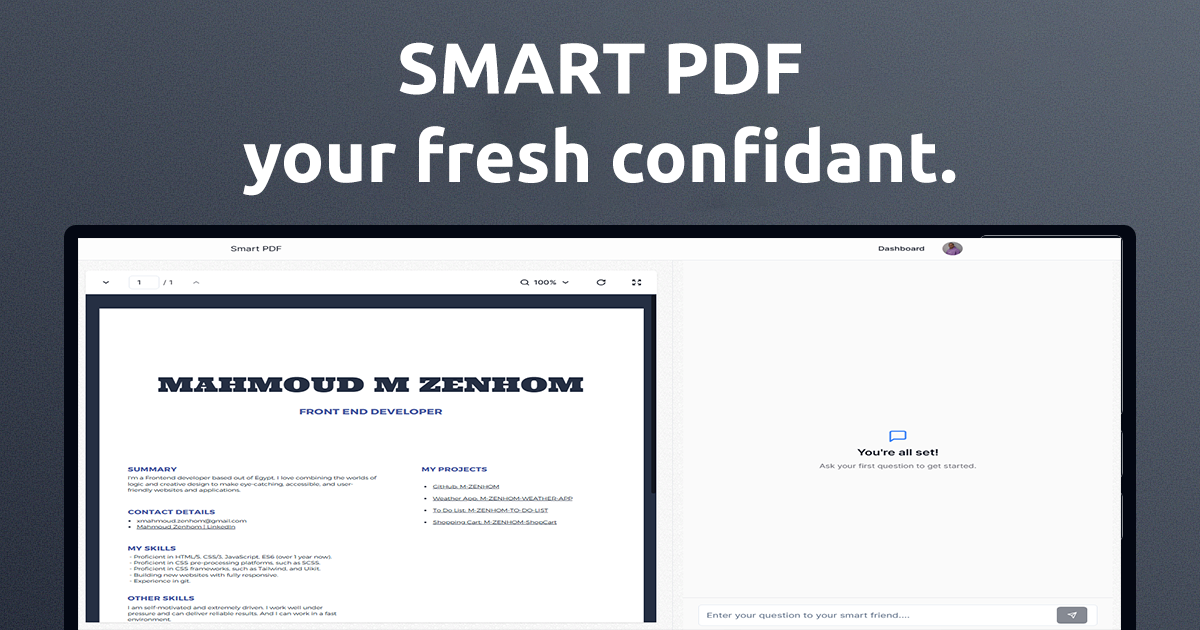 SMART PDF
your fresh confidant.
Smart PDF
Dashboard
1 / 1
100%
MAHMOUD M ZENHOM
FRONT END DEVELOPER
SUMMARY
I'm a Frontend developer based out of Egypt, I love combining the worlds of
logic and creative design to make eye-catching, accessible, and user-
friendly websites and applications.
CONTACT DETAILS
• xmahmoud.zenhom@gmail.com
• Mahmoud Zenhom | LinkedIn
MY SKILLS
- Proficient in HTML/5, CSS/3, JavaScript, ES6 (over 1 year now).
- Proficient in CSS pre-processing platforms, such as SCSS.
- Proficient in CSS frameworks, such as Tailwind, and Uikit.
- Building new websites with fully responsive.
- Experience in git.
OTHER SKILLS
I am self-motivated and extremely driven. I work well under
pressure and can deliver reliable results. And I can work in a fast
environment.
MY PROJECTS
• GitHub, M-ZENHOM
• Weather App, M-ZENHOM-WEATHER-APP
• To Do List, M-ZENHOM-TO-DO-LIST
• Shopping Cart, M-ZENHOM-ShopCart
You're all set!
Ask your first question to get started.
Enter your question to your smart friend....